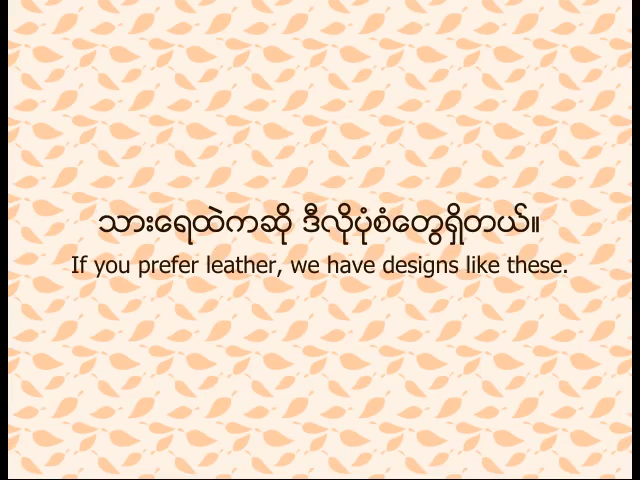 သားရေထဲကဆို ဒီလိုပုံစံတွေရှိတယ်။
If you prefer leather, we have designs like these.